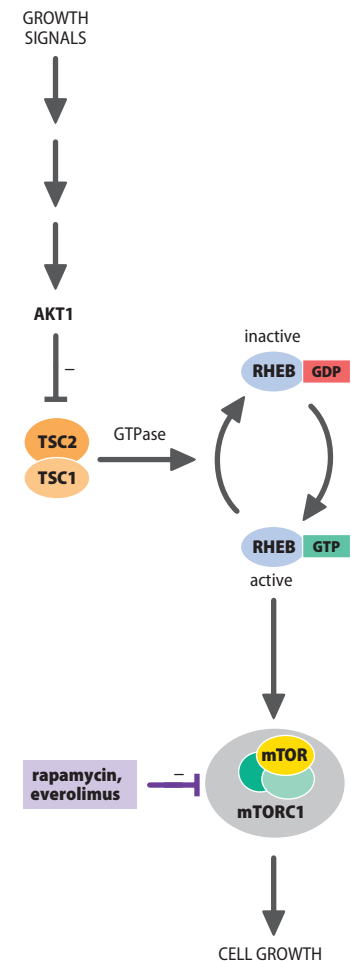 GROWTH
SIGNALS
AKT1
–
TSC2
TSC1
GTPase
inactive
RHEB GDP
RHEB GTP
active
rapamycin,
everolimus
–
mTOR
mTORC1
CELL GROWTH